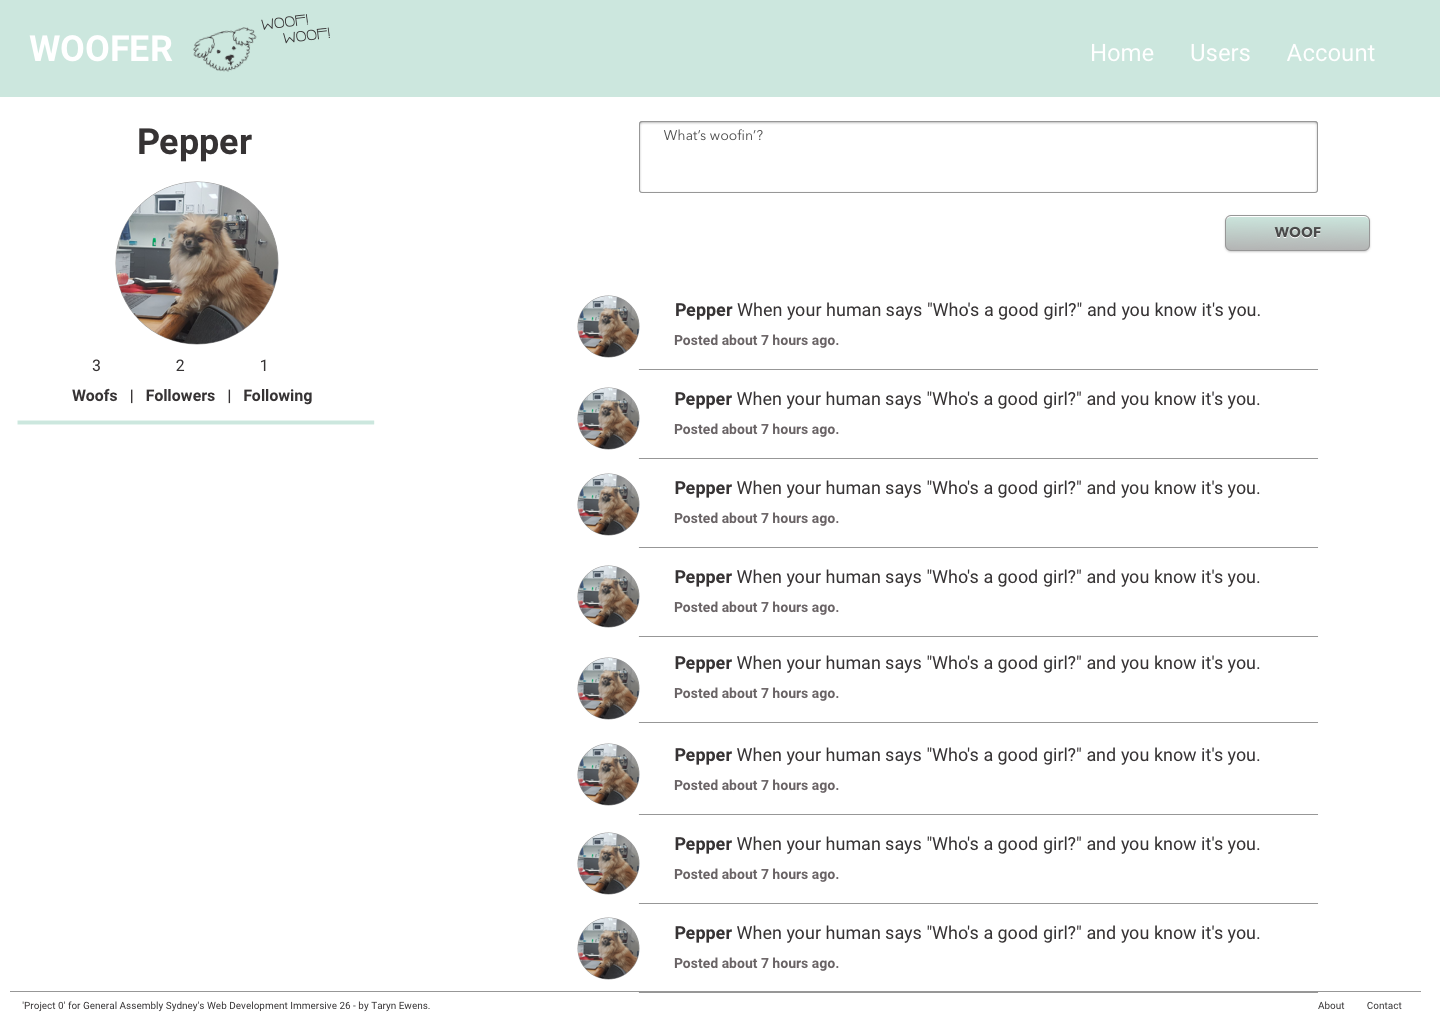 WOOFER
WOOF!
WOOF!
Home Users Account
Pepper
3 2 1
Woofs | Followers | Following
What's woofin'?
WOOF
Pepper When your human says "Who's a good girl?" and you know it's you.
Posted about 7 hours ago.
Pepper When your human says "Who's a good girl?" and you know it's you.
Posted about 7 hours ago.
Pepper When your human says "Who's a good girl?" and you know it's you.
Posted about 7 hours ago.
Pepper When your human says "Who's a good girl?" and you know it's you.
Posted about 7 hours ago.
Pepper When your human says "Who's a good girl?" and you know it's you.
Posted about 7 hours ago.
Pepper When your human says "Who's a good girl?" and you know it's you.
Posted about 7 hours ago.
Pepper When your human says "Who's a good girl?" and you know it's you.
Posted about 7 hours ago.
Pepper When your human says "Who's a good girl?" and you know it's you.
Posted about 7 hours ago.
'Project 0' for General Assembly Sydney's Web Development Immersive 26 - by Taryn Ewens.
About Contact